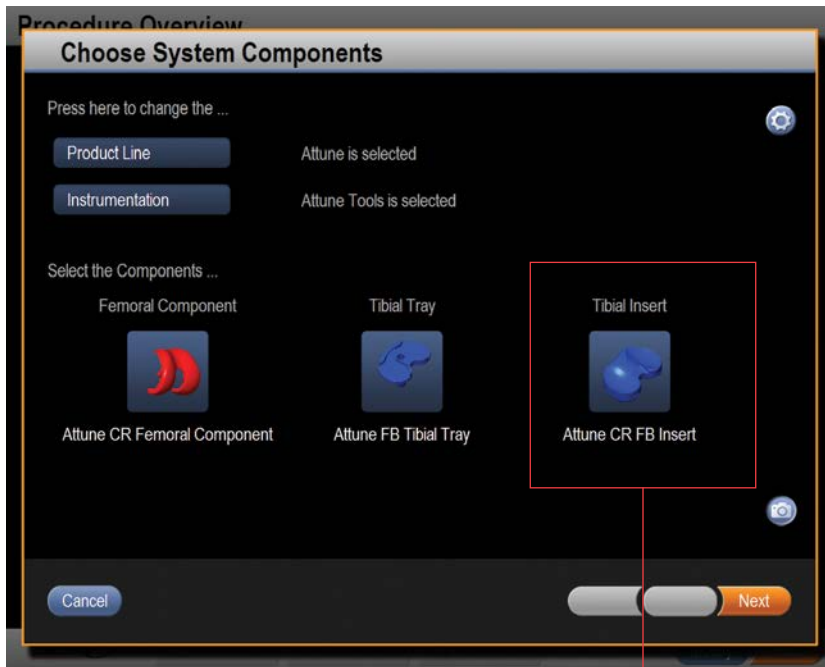 Procedure Overview
Choose System Components
Press here to change the ...
Product Line
Attune is selected
Instrumentation
Attune Tools is selected
Select the Components ...
Femoral Component
Tibial Tray
Tibial Insert
Attune CR Femoral Component
Attune FB Tibial Tray
Attune CR FB Insert
Cancel
Next